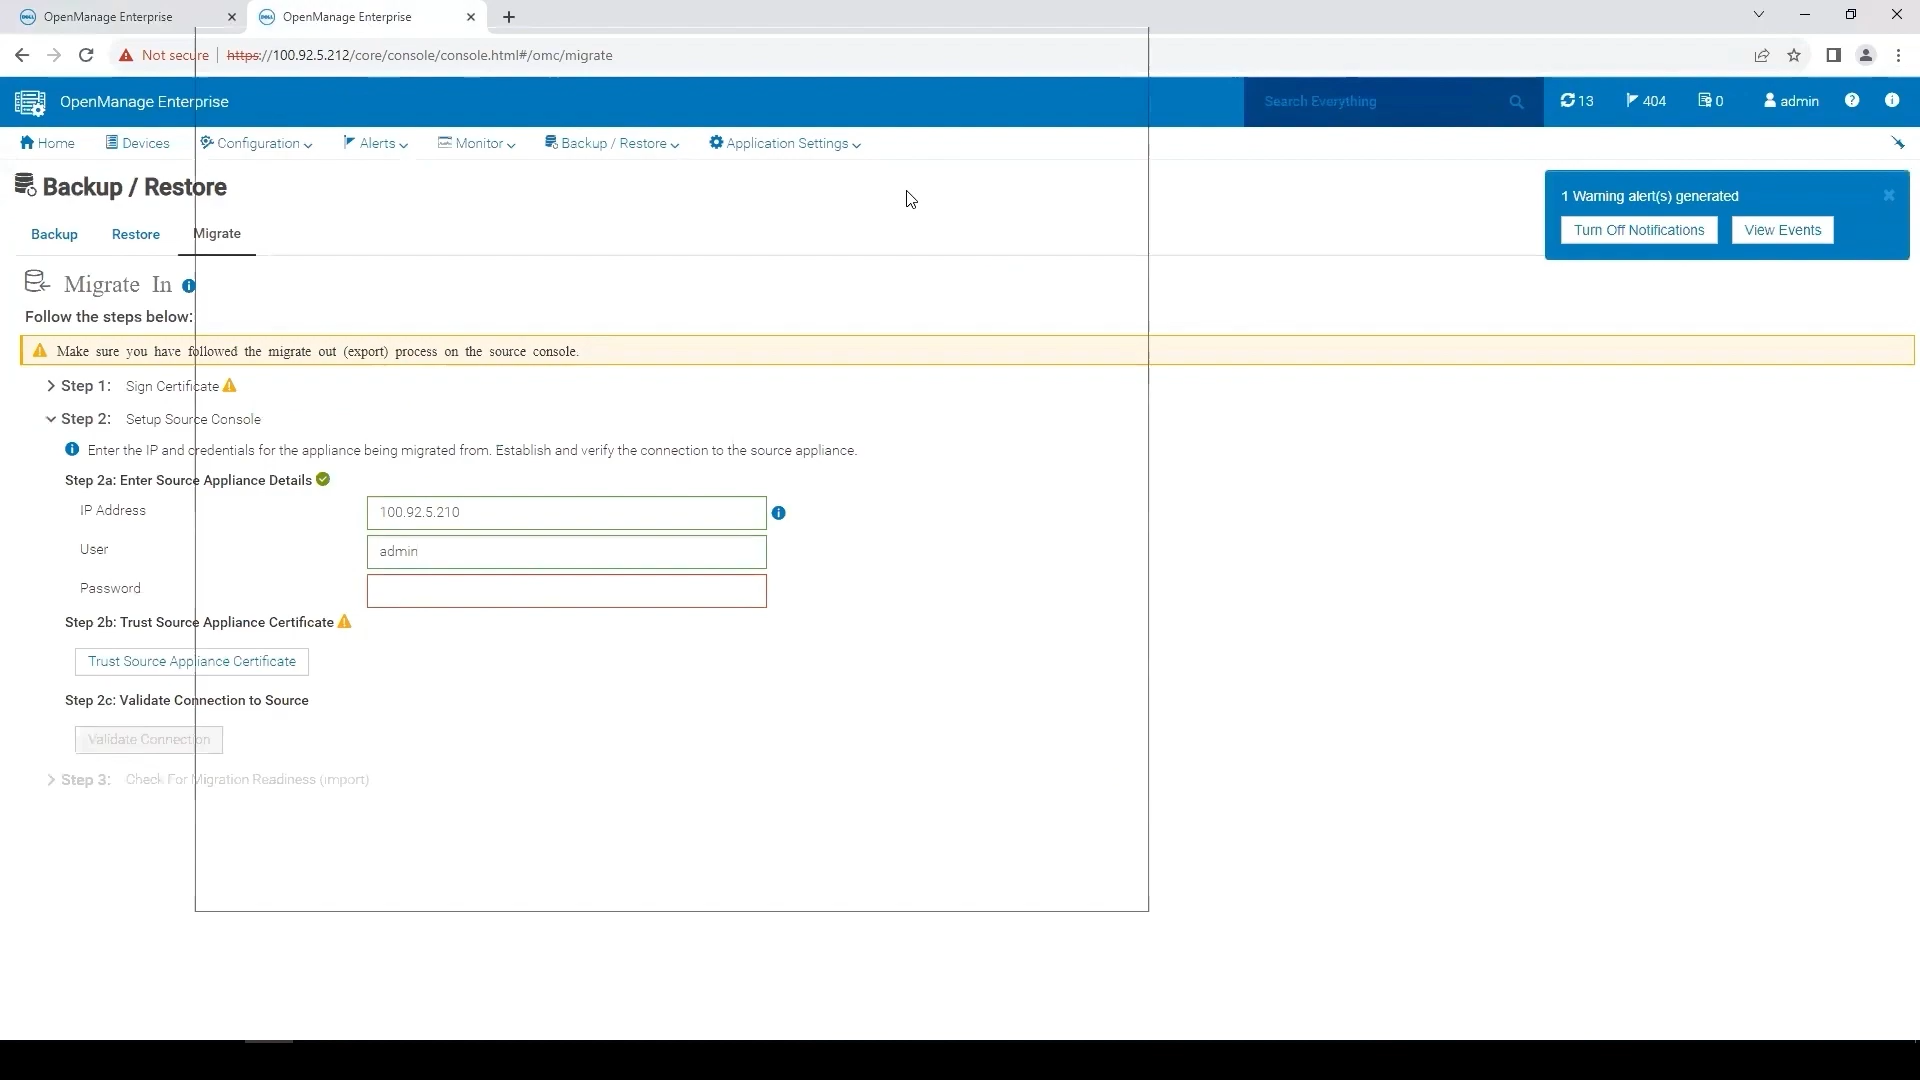 OpenManage Enterprise
OpenManage Enterprise
Not secure https://100.92.5.212/core/console/console.html#/omc/migrate
OpenManage Enterprise
Search Everything
13
404
0
admin
Home
Devices
Configuration
Alerts
Monitor
Backup / Restore
Application Settings
Backup / Restore
1 Warning alert(s) generated
Turn Off Notifications
View Events
Backup
Restore
Migrate
Migrate In
Follow the steps below:
Make sure you have followed the migrate out (export) process on the source console.
Step 1: Sign Certificate
Step 2: Setup Source Console
Enter the IP and credentials for the appliance being migrated from. Establish and verify the connection to the source appliance.
Step 2a: Enter Source Appliance Details
IP Address 100.92.5.210
User admin
Password
Step 2b: Trust Source Appliance Certificate
Trust Source Appliance Certificate
Step 2c: Validate Connection to Source
Validate Connection
Step 3: Check For Migration Readiness (import)